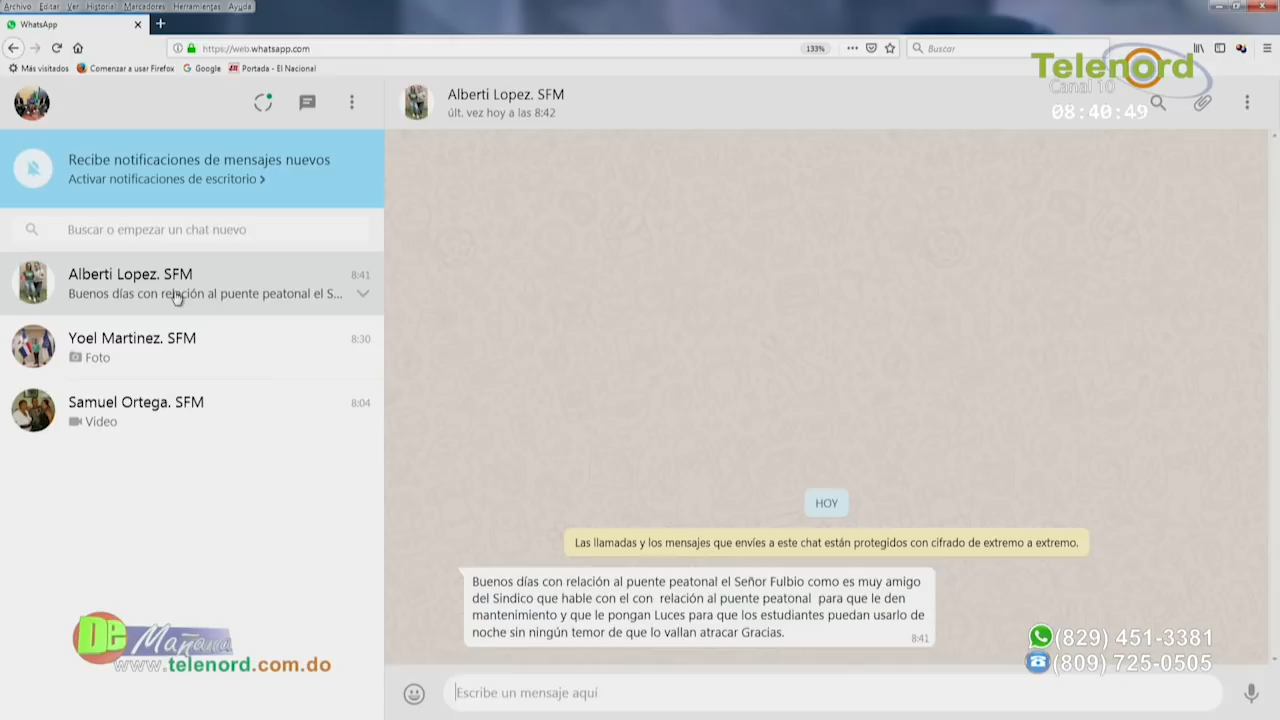 Archivo Editar Ver Historial Marcadores Herramientas Ayuda
WhatsApp
https://web.whatsapp.com
133%
Buscar
Más visitados Comenzar a usar Firefox Google Portada - El Nacional
Telenord
Canal 10
08:40:49
Alberti Lopez. SFM
últ. vez hoy a las 8:42
Recibe notificaciones de mensajes nuevos
Activar notificaciones de escritorio >
Buscar o empezar un chat nuevo
Alberti Lopez. SFM 8:41
Buenos días con relación al puente peatonal el S...
Yoel Martinez. SFM 8:30
Foto
Samuel Ortega. SFM 8:04
Vídeo
HOY
Las llamadas y los mensajes que envíes a este chat están protegidos con cifrado de extremo a extremo.
Buenos días con relación al puente peatonal el Señor Fulbio como es muy amigo
del Sindico que hable con el con relación al puente peatonal para que le den
mantenimiento y que le pongan Luces para que los estudiantes puedan usarlo de
noche sin ningún temor de que lo vallan atracar Gracias.
8:41
Escribe un mensaje aquí
De Mañana
www.telenord.com.do
(829) 451-3381
(809) 725-0505